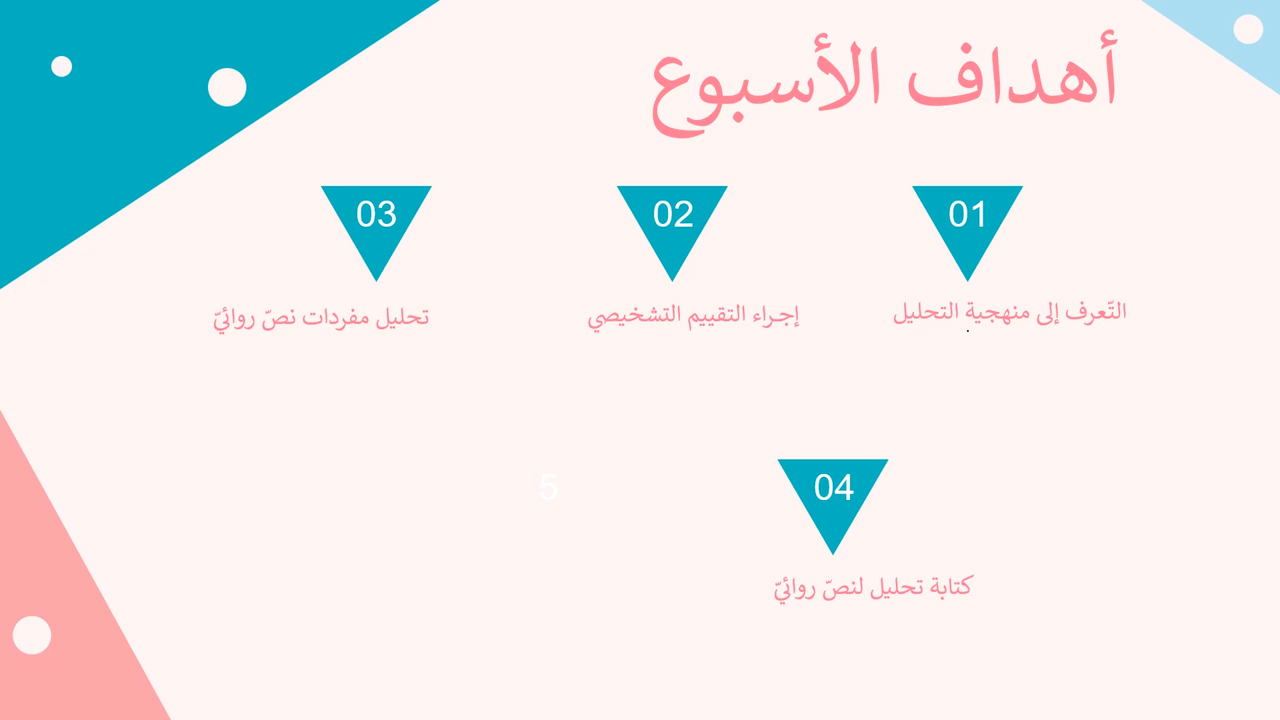 أهداف الأسبوع
01
02
03
التّعرف إلى منهجية التحليل
.
إجراء التقييم التشخيصي
تحليل مفردات نصّ روائيّ
04
5
كتابة تحليل لنصّ روائيّ